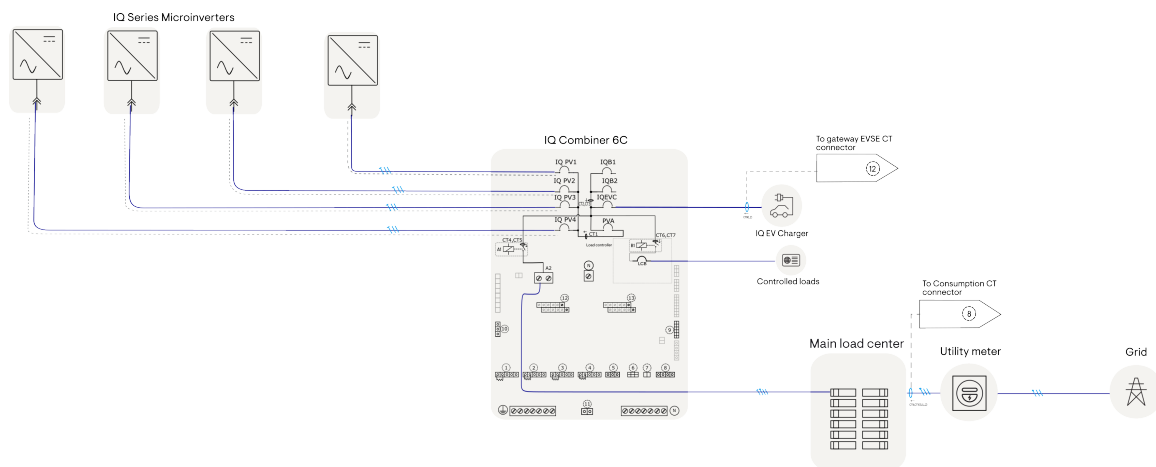 IQ Series Microinverters
IQ Combiner 6C
To gateway EVSE CT
connector
12
IQ PV1
IQB1
IQ PV2
IQB2
IQ PV3
IQEVC
IQ PV4
PVA
CT1
Load controller
CT4,CT5
CT6,CT7
LCB
A2
N
IQ EV Charger
Controlled loads
To Consumption CT
connector
8
12
13
10
9
1
2
3
4
5
6
7
8
11
N
Main load center
Utility meter
Grid